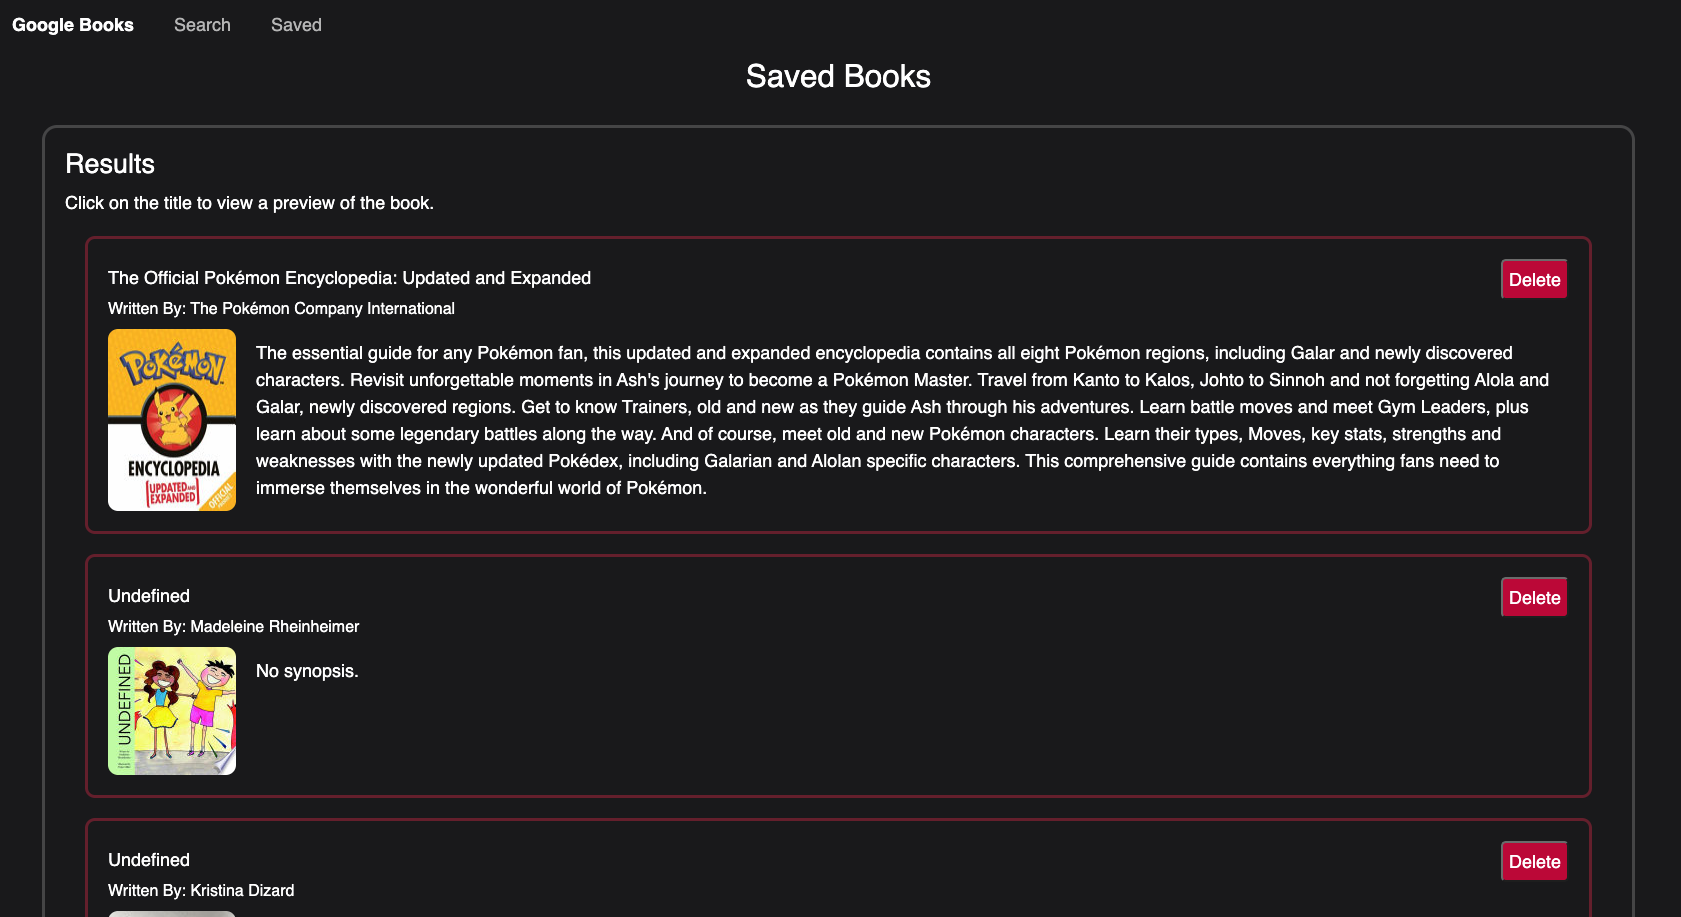 Google Books Search Saved
Saved Books
Results
Click on the title to view a preview of the book.
The Official Pokémon Encyclopedia: Updated and Expanded
Delete
Written By: The Pokémon Company International
POKÉMON
ENCYCLOPEDIA
UPDATED AND
EXPANDED
OFFICIAL
The essential guide for any Pokémon fan, this updated and expanded encyclopedia contains all eight Pokémon regions, including Galar and newly discovered
characters. Revisit unforgettable moments in Ash's journey to become a Pokémon Master. Travel from Kanto to Kalos, Johto to Sinnoh and not forgetting Alola and
Galar, newly discovered regions. Get to know Trainers, old and new as they guide Ash through his adventures. Learn battle moves and meet Gym Leaders, plus
learn about some legendary battles along the way. And of course, meet old and new Pokémon characters. Learn their types, Moves, key stats, strengths and
weaknesses with the newly updated Pokédex, including Galarian and Alolan specific characters. This comprehensive guide contains everything fans need to
immerse themselves in the wonderful world of Pokémon.
Undefined
Delete
Written By: Madeleine Rheinheimer
UNDEFINED
No synopsis.
Undefined
Delete
Written By: Kristina Dizard